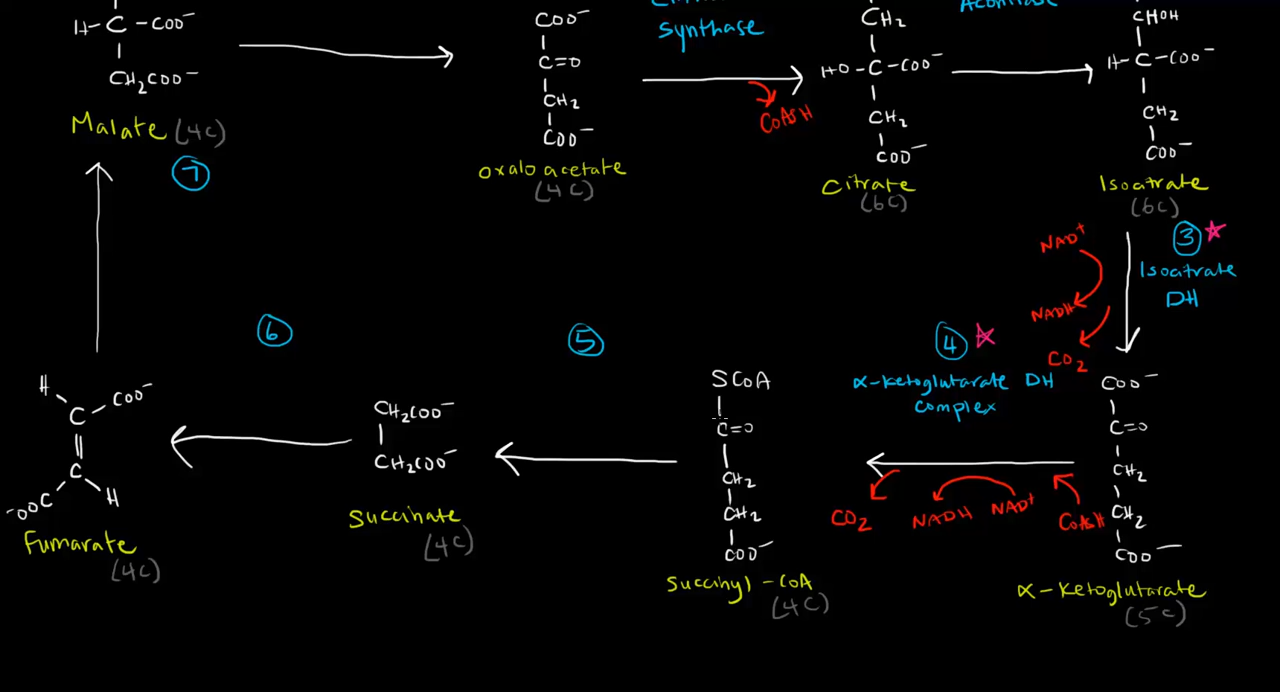 H-C-COO⁻
CH₂COO⁻
Malate (4C)
7
COO⁻
C=O
CH₂
COO⁻
oxaloacetate
(4C)
Synthase
CoASH
CH₂
HO-C-COO⁻
CH₂
COO⁻
Citrate
(6C)
CHOH
H-C-COO⁻
CH₂
COO⁻
Isocitrate
(6C)
NAD⁺
NADH
CO₂
3
Isocitrate
DH
6
5
4
α-ketoglutarate DH
complex
H
C-COO⁻
C
⁻OOC
H
Fumarate
(4C)
CH₂COO⁻
CH₂COO⁻
Succinate
(4C)
SCoA
C=O
CH₂
CH₂
COO⁻
Succinyl-CoA
(4C)
CO₂
NADH
NAD⁺
CoASH
COO⁻
C=O
CH₂
CH₂
COO⁻
α-ketoglutarate
(5C)